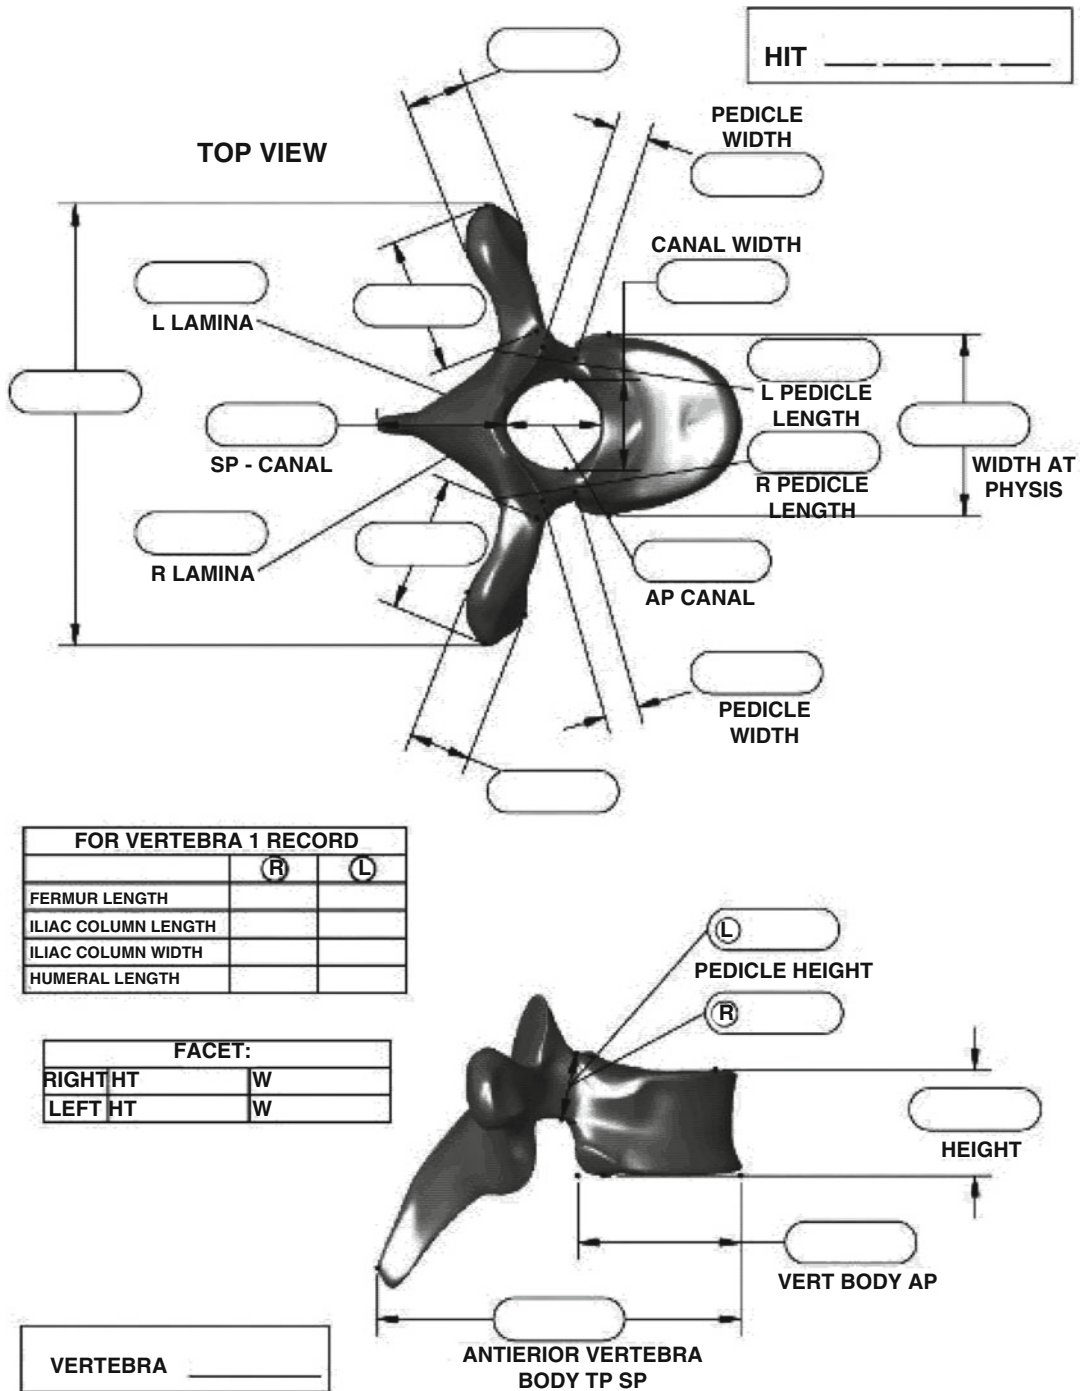 HIT
PEDICLE
WIDTH
TOP VIEW
CANAL WIDTH
L LAMINA
L PEDICLE
LENGTH
SP - CANAL
WIDTH AT
PHYSIS
R PEDICLE
LENGTH
R LAMINA
AP CANAL
PEDICLE
WIDTH
FOR VERTEBRA 1 RECORD
R L
FERMUR LENGTH
ILIAC COLUMN LENGTH
ILIAC COLUMN WIDTH
HUMERAL LENGTH
L
PEDICLE HEIGHT
R
FACET:
RIGHT HT W
LEFT HT W
HEIGHT
VERT BODY AP
ANTIERIOR VERTEBRA
BODY TP SP
VERTEBRA